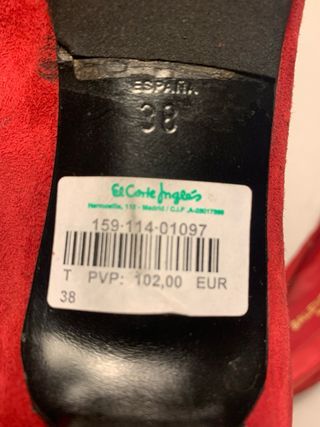 ESPAÑA
38
El Corte Inglés
Hermosilla, 112 - Madrid / C.I.F. A-28017895
159-114-01097
T PVP: 102,00 EUR
38